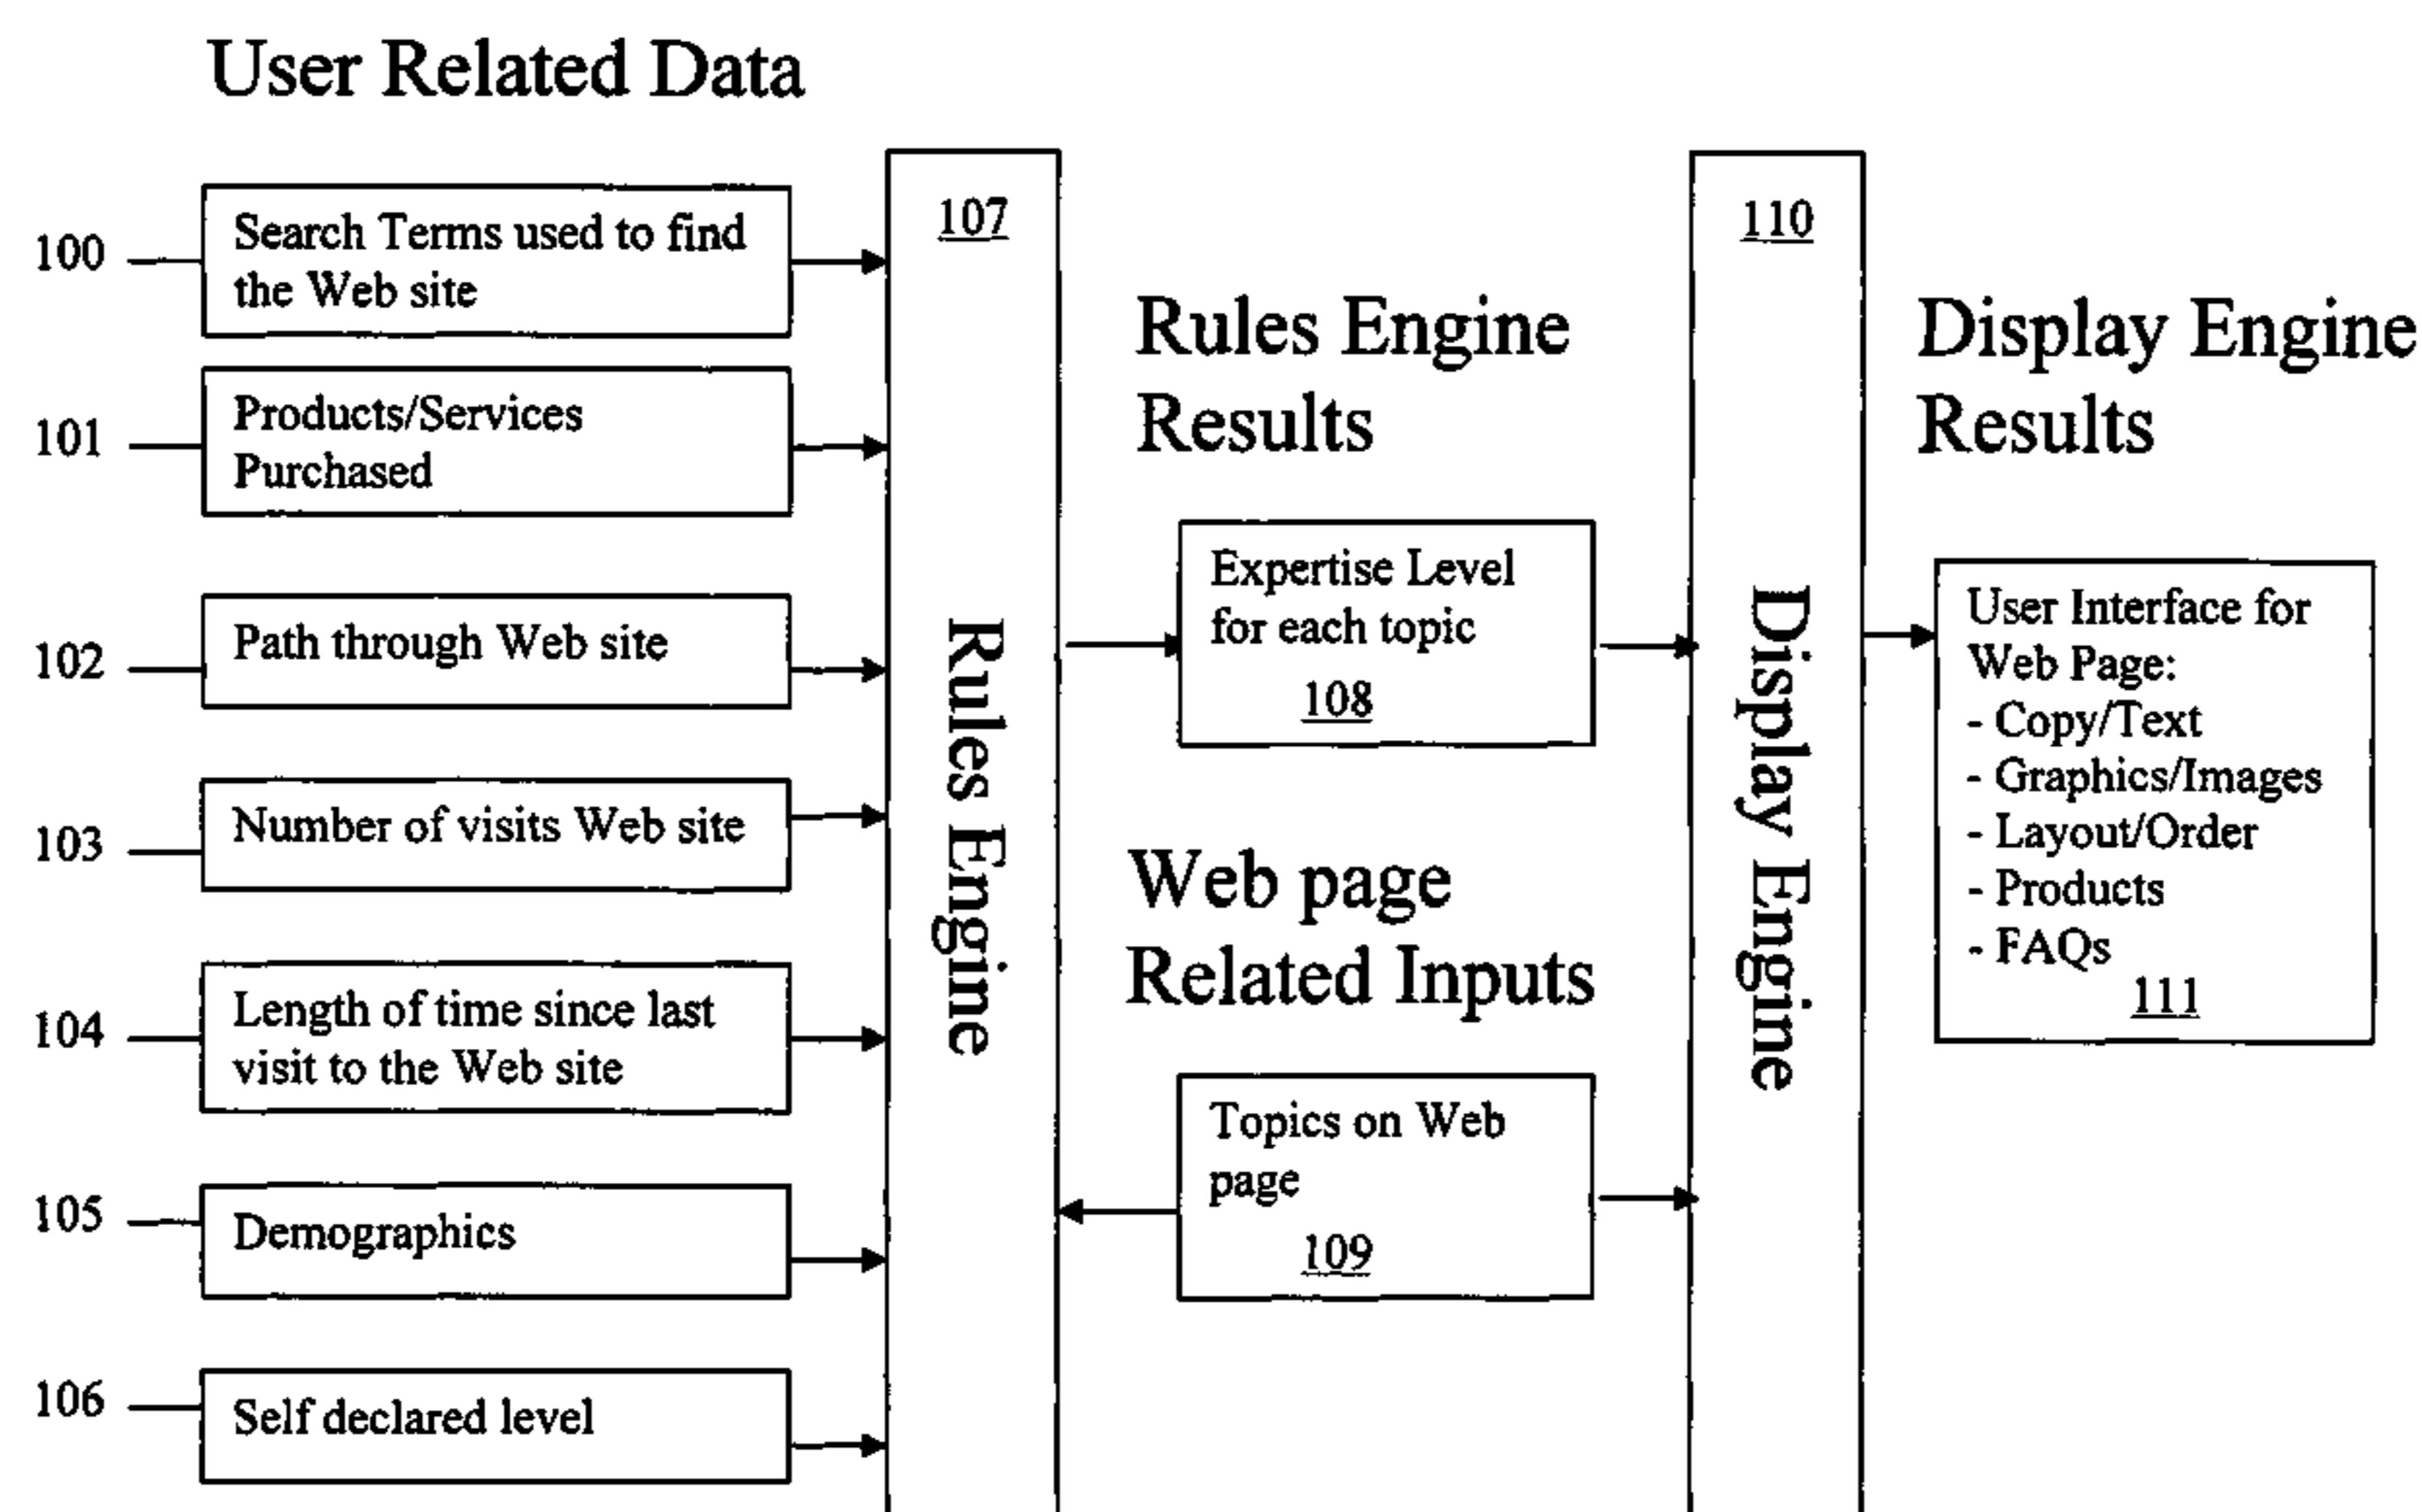 User Related Data
100
Search Terms used to find
the Web site
101
Products/Services
Purchased
102
Path through Web site
103
Number of visits Web site
104
Length of time since last
visit to the Web site
105
Demographics
106
Self declared level
107
Rules Engine
Rules Engine
Results
Expertise Level
for each topic
108
Web page
Related Inputs
Topics on Web
page
109
110
Display Engine
Display Engine
Results
User Interface for
Web Page:
- Copy/Text
- Graphics/Images
- Layout/Order
- Products
- FAQs
111